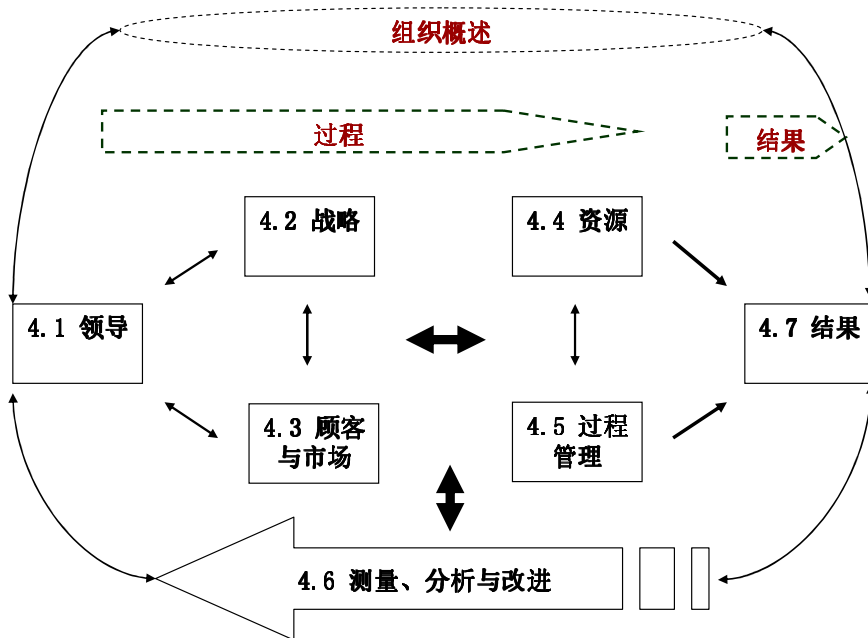 组织概述
过程
结果
4.2 战略
4.4 资源
4.1 领导
4.7 结果
4.3 顾客
与市场
4.5 过程
管理
4.6 测量、分析与改进